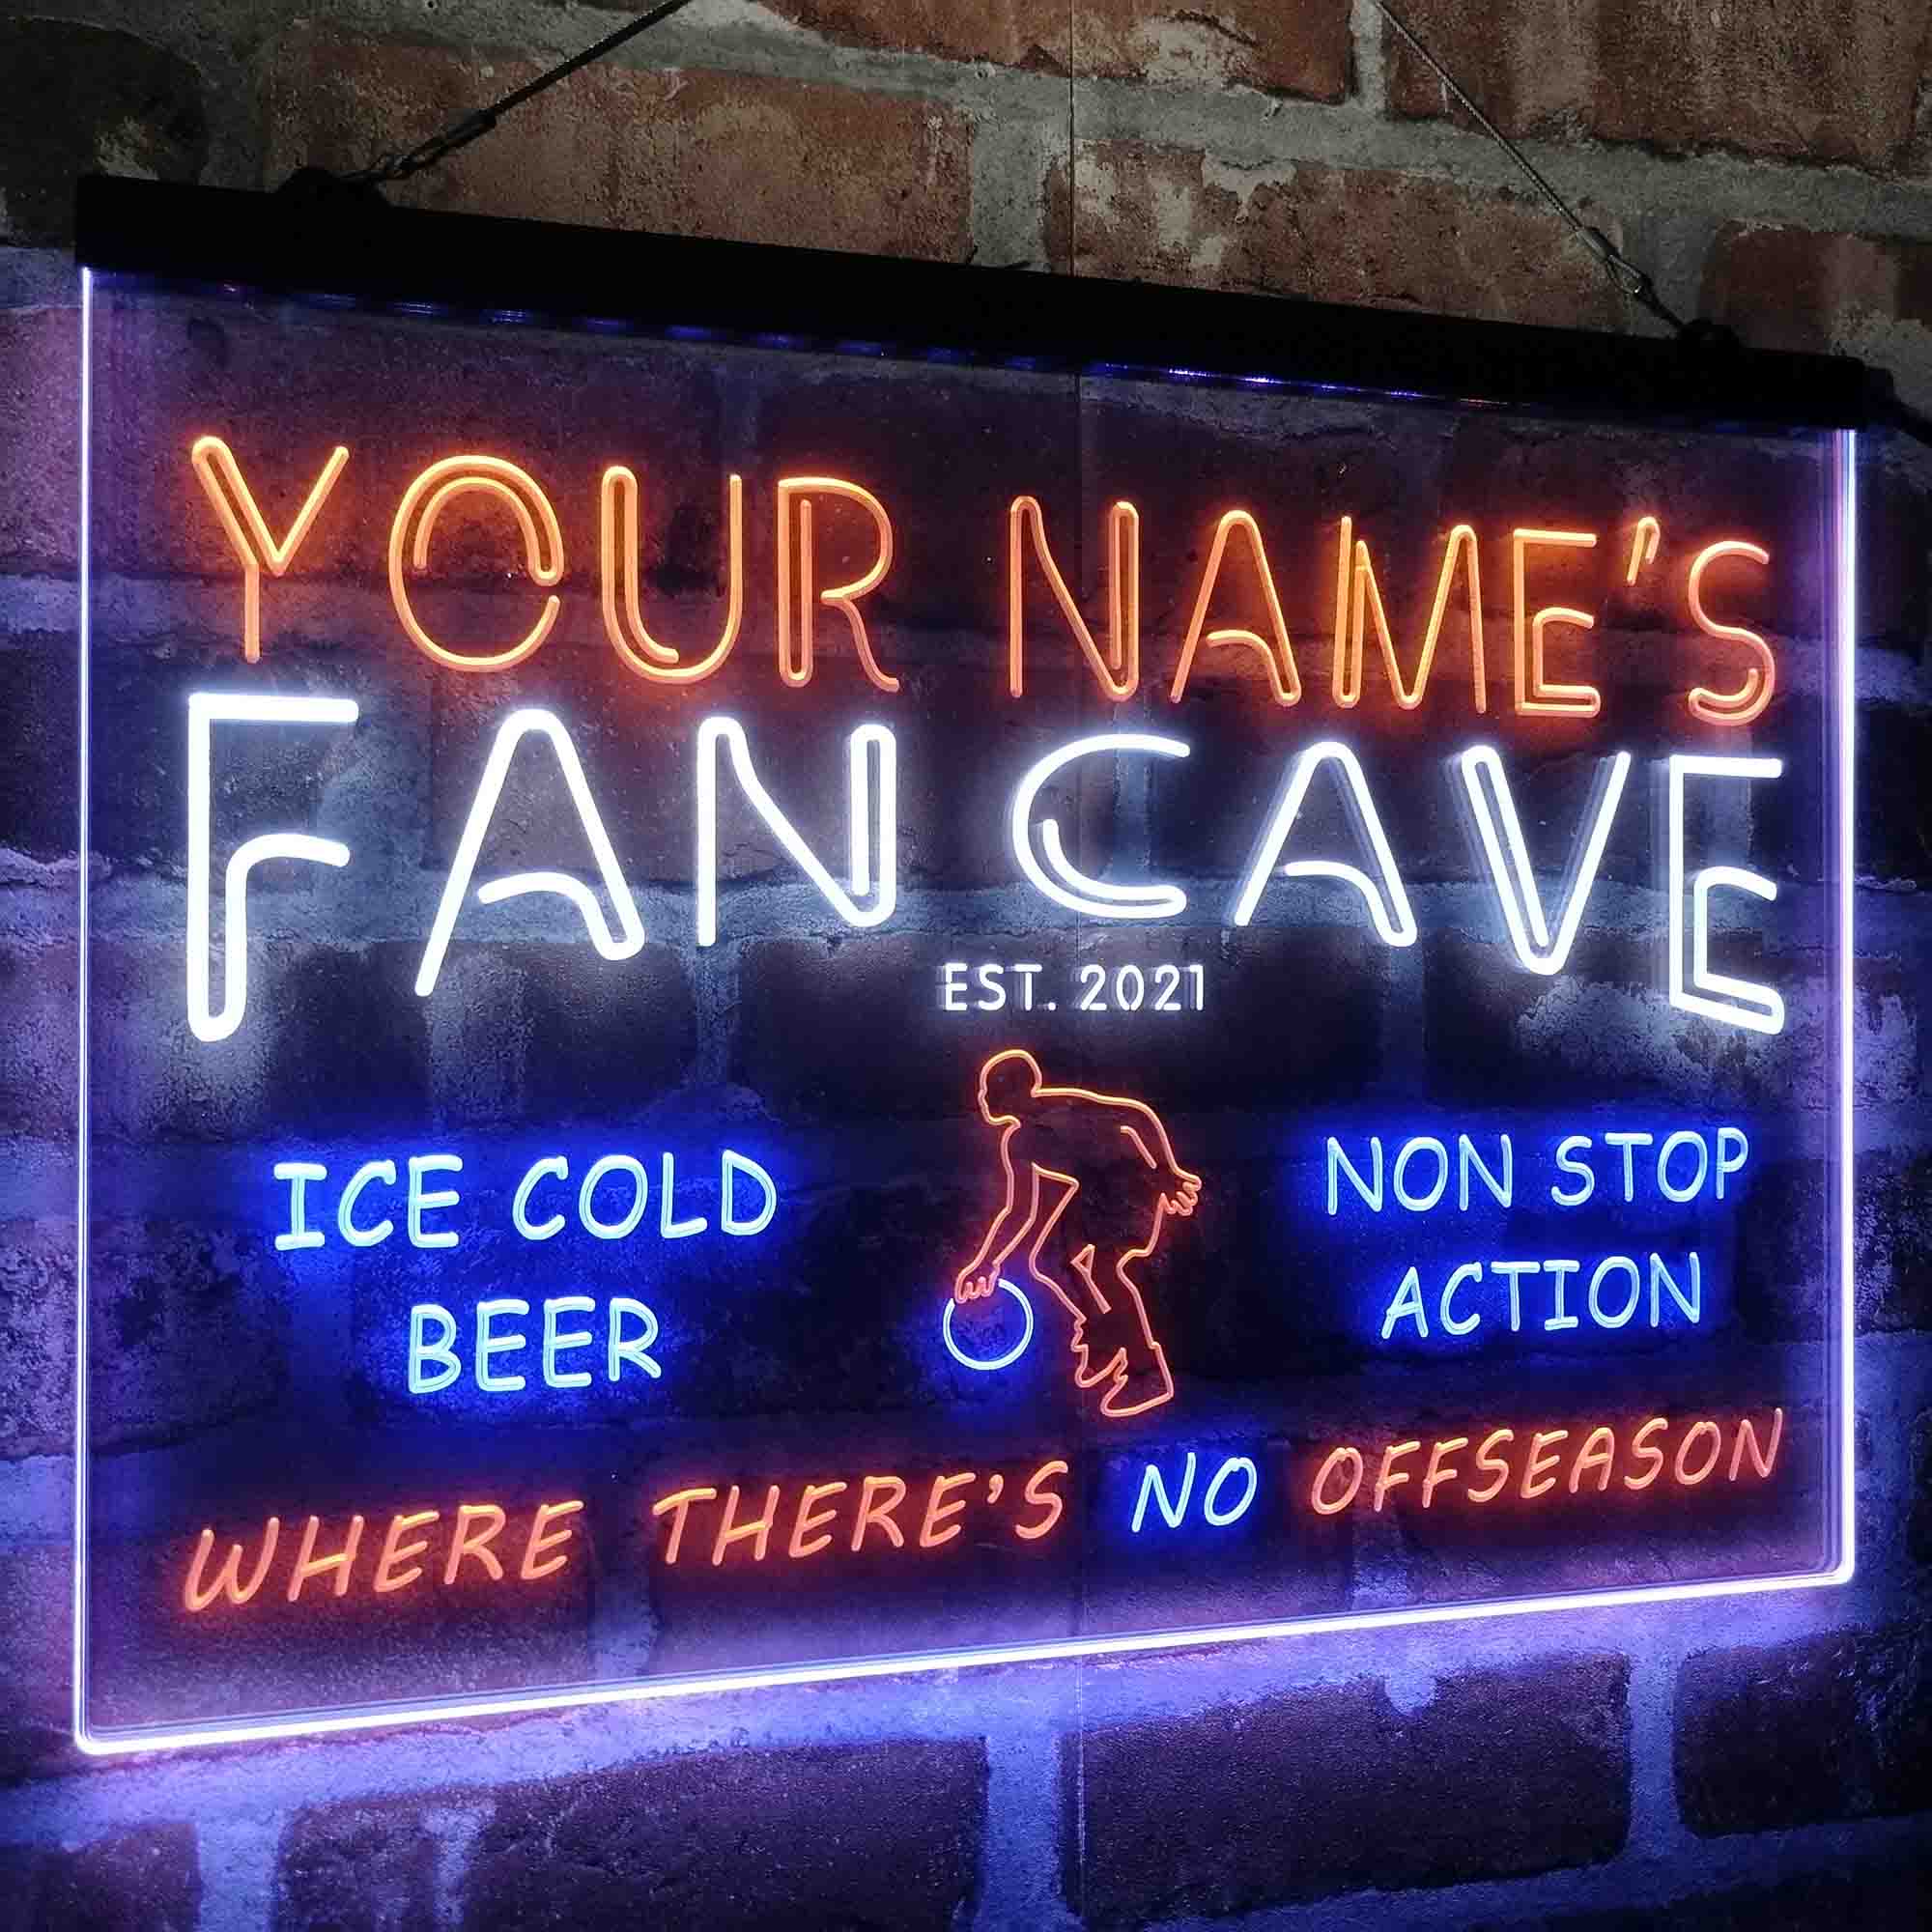 YOUR NAME'S
FAN CAVE
EST. 2021
ICE COLD
BEER
NON STOP
ACTION
WHERE THERE'S NO OFFSEASON